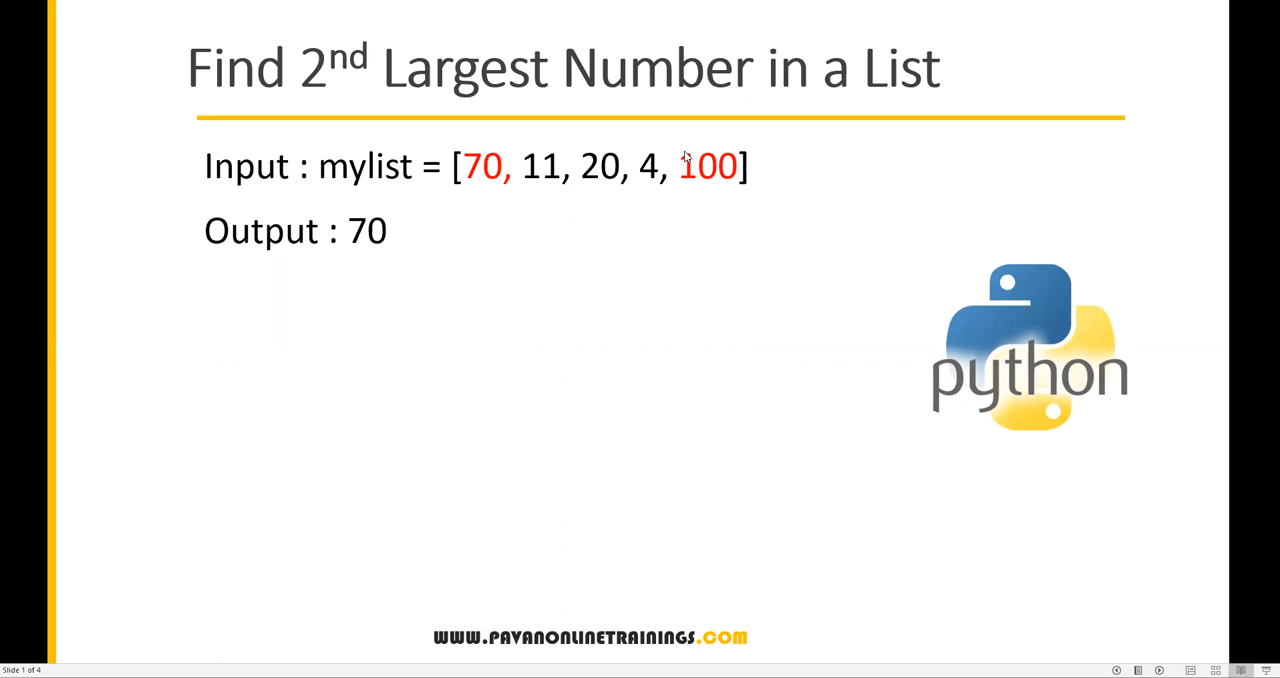 Find 2nd Largest Number in a List
Input : mylist = [70, 11, 20, 4, 100]
Output : 70
python
WWW.PAVANONLINETRAININGS.COM
Slide 1 of 4